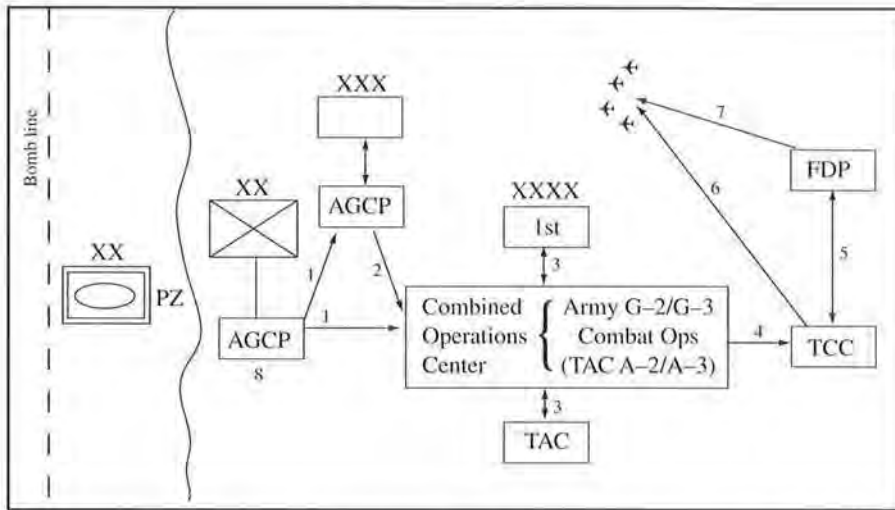 Bomb line
XX
PZ
XXX
XX
AGCP
AGCP
8
1
1
2
XXXX
1st
3
Combined
Operations
Center
{
Army G–2/G–3
Combat Ops
(TAC A–2/A–3)
3
TAC
4
TCC
5
FDP
6
7